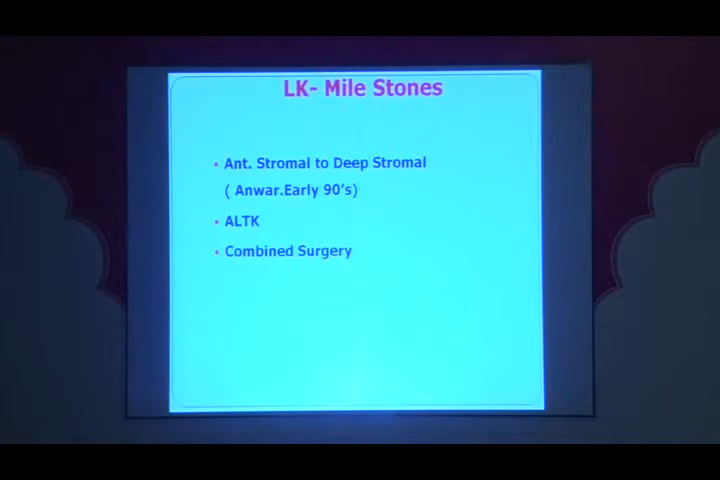 LK- Mile Stones
• Ant. Stromal to Deep Stromal
( Anwar.Early 90's)
• ALTK
• Combined Surgery